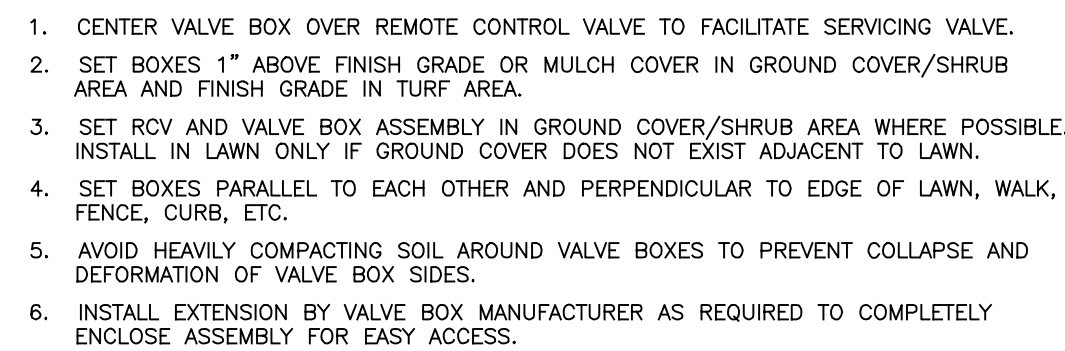 1. CENTER VALVE BOX OVER REMOTE CONTROL VALVE TO FACILITATE SERVICING VALVE.
2. SET BOXES 1” ABOVE FINISH GRADE OR MULCH COVER IN GROUND COVER/SHRUB
AREA AND FINISH GRADE IN TURF AREA.
3. SET RCV AND VALVE BOX ASSEMBLY IN GROUND COVER/SHRUB AREA WHERE POSSIBLE.
INSTALL IN LAWN ONLY IF GROUND COVER DOES NOT EXIST ADJACENT TO LAWN.
4. SET BOXES PARALLEL TO EACH OTHER AND PERPENDICULAR TO EDGE OF LAWN, WALK,
FENCE, CURB, ETC.
5. AVOID HEAVILY COMPACTING SOIL AROUND VALVE BOXES TO PREVENT COLLAPSE AND
DEFORMATION OF VALVE BOX SIDES.
6. INSTALL EXTENSION BY VALVE BOX MANUFACTURER AS REQUIRED TO COMPLETELY
ENCLOSE ASSEMBLY FOR EASY ACCESS.